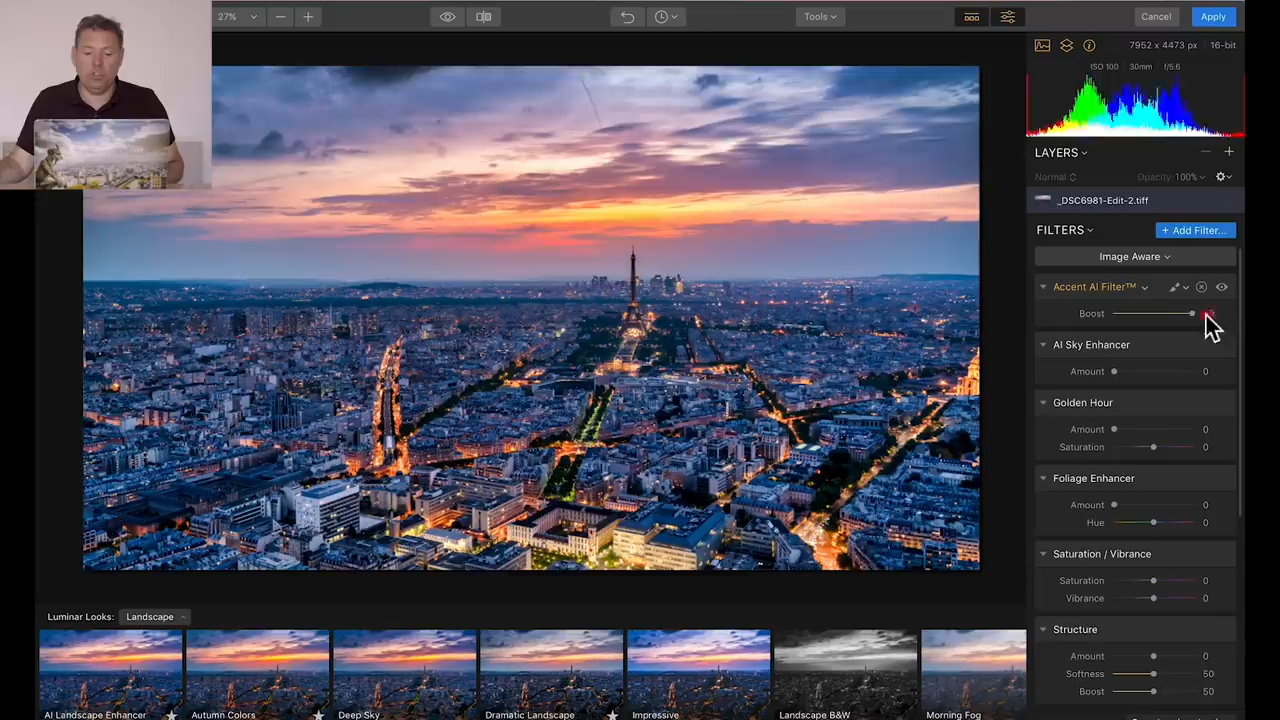 27%
Tools
Cancel
Apply
7952 x 4473 px 16-bit
ISO 100 30mm f/5.6
LAYERS
Normal Opacity: 100%
_DSC6981-Edit-2.tiff
FILTERS + Add Filter...
Image Aware
Accent AI Filter™
Boost
AI Sky Enhancer
Amount 0
Golden Hour
Amount 0
Saturation 0
Foliage Enhancer
Amount 0
Hue 0
Saturation / Vibrance
Saturation 0
Vibrance 0
Structure
Amount 0
Softness 50
Boost 50
Luminar Looks: Landscape
AI Landscape Enhancer
Autumn Colors
Deep Sky
Dramatic Landscape
Impressive
Landscape B&W
Morning Fog